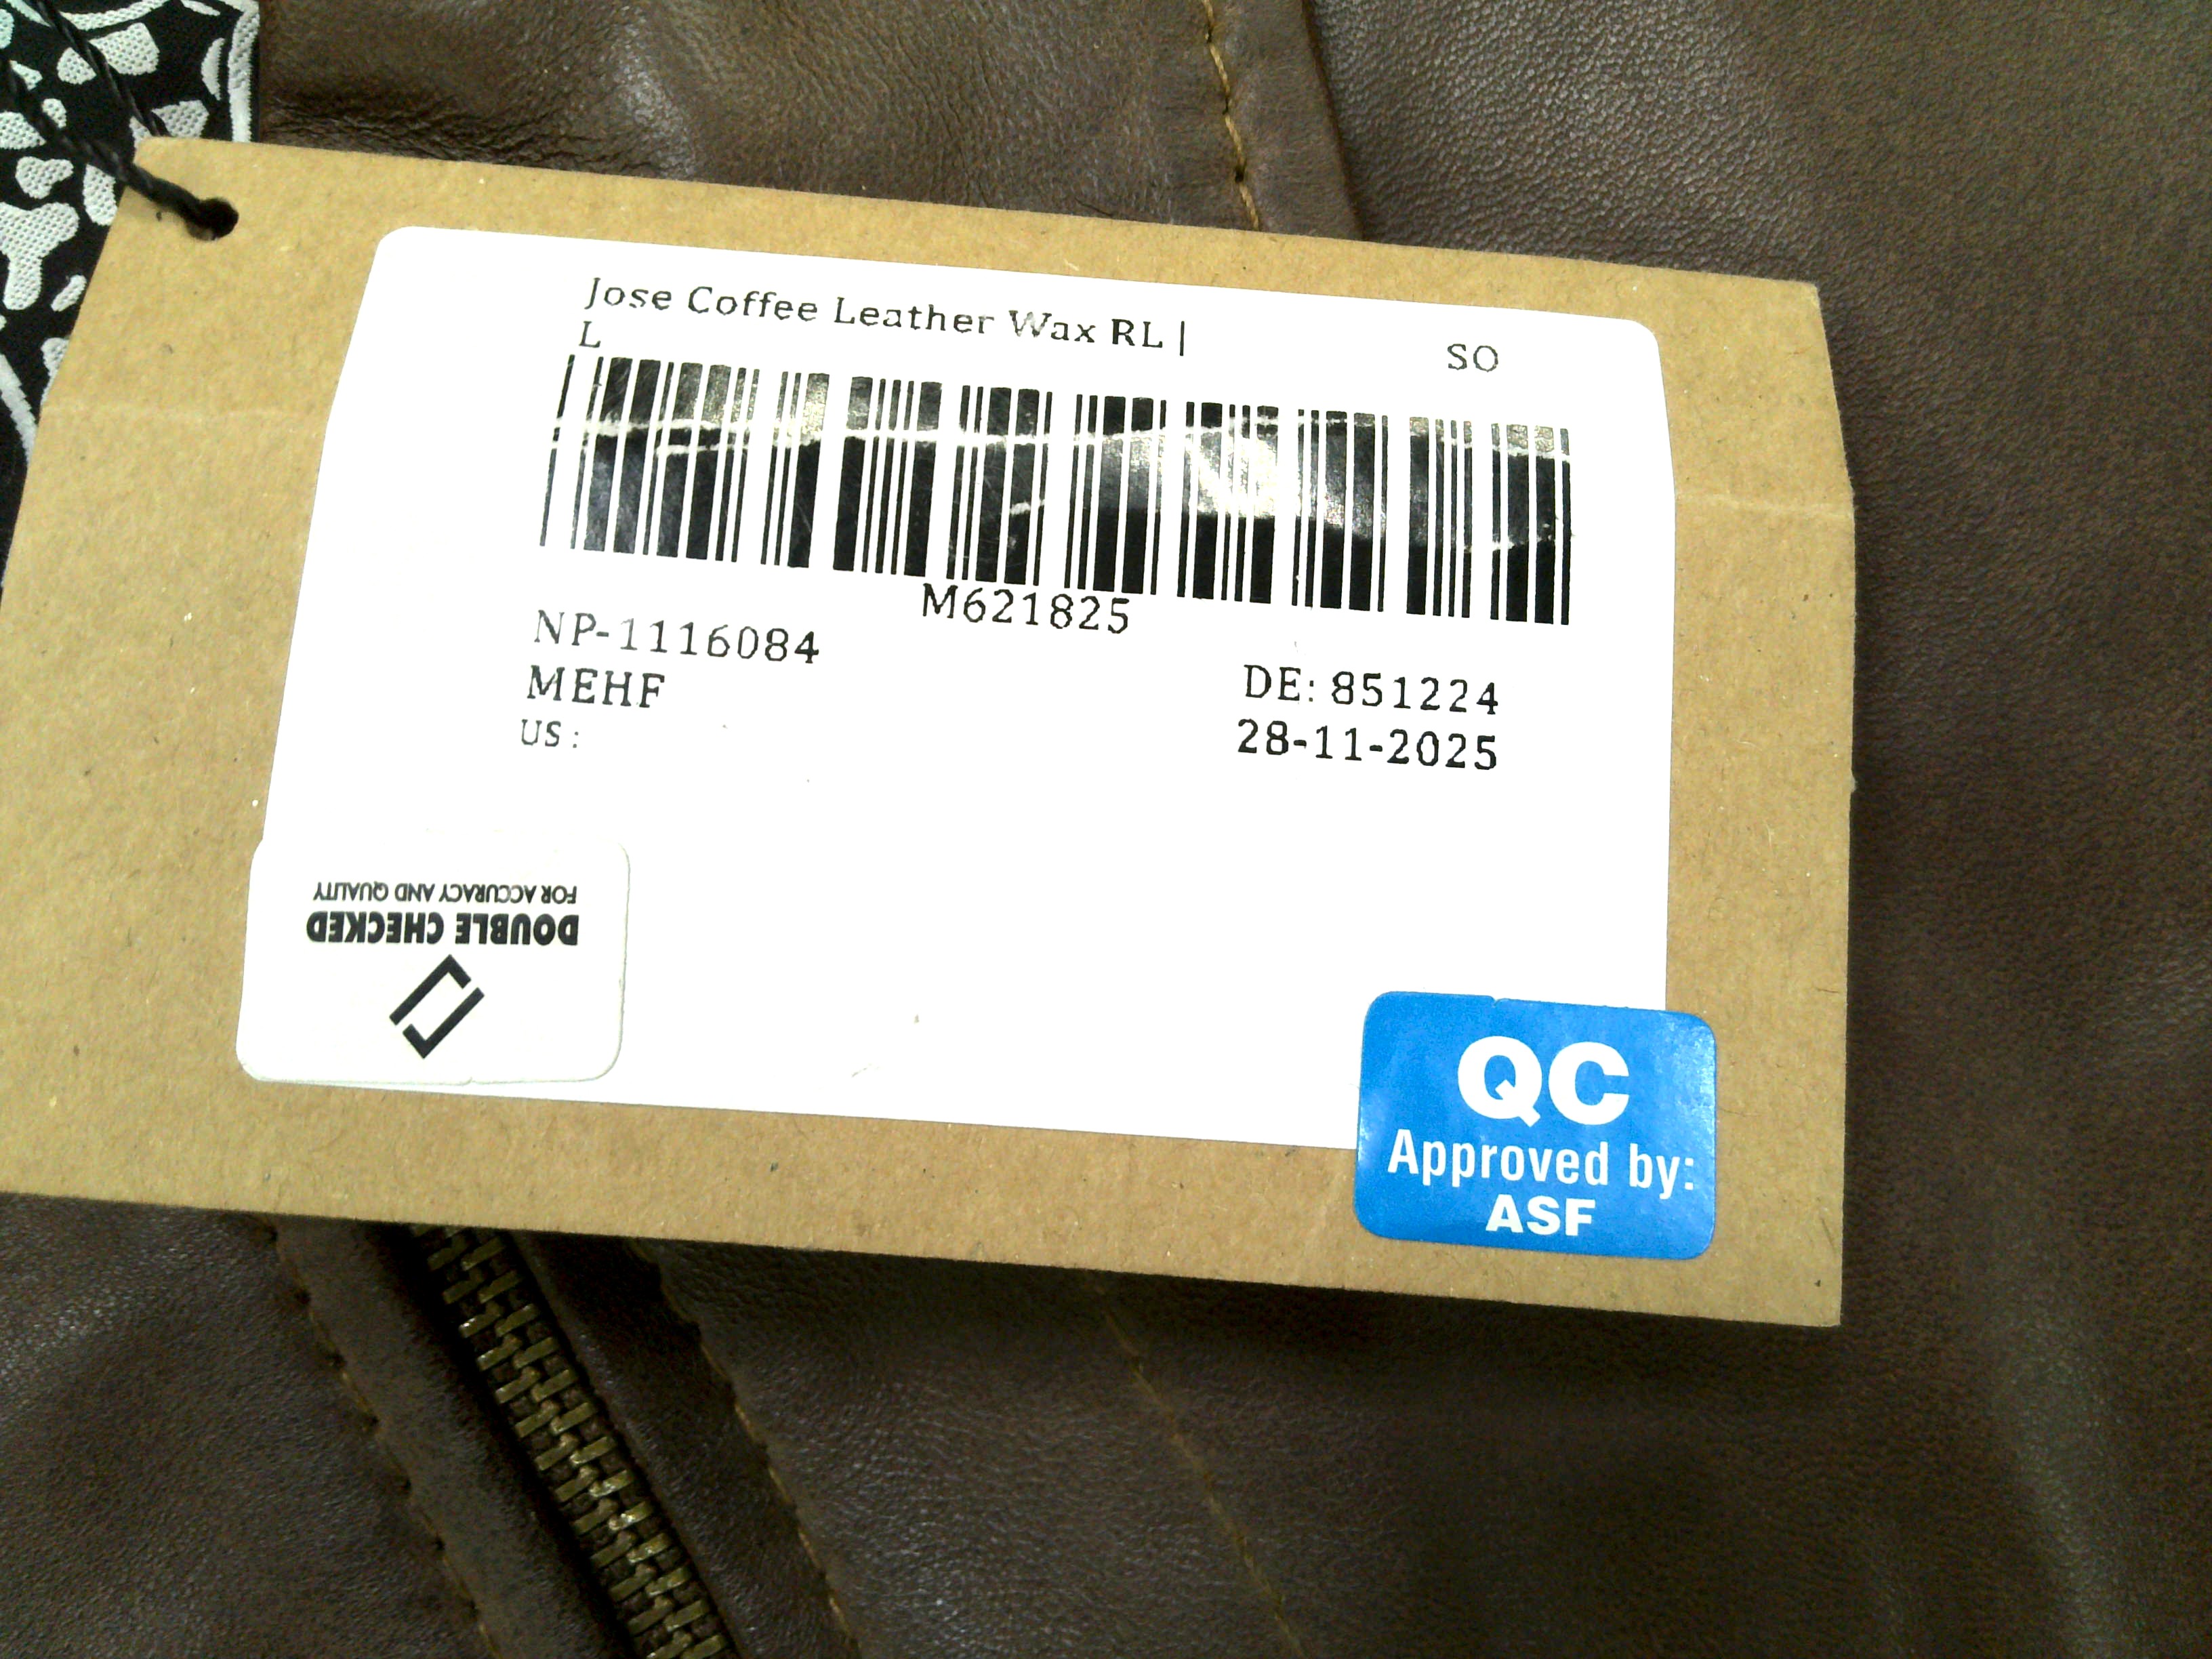 Jose Coffee Leather Wax RL |
L
SO
M621825
NP-1116084
MEHF
US :
DE: 851224
28-11-2025
DOUBLE CHECKED
FOR ACCURACY AND QUALITY
QC
Approved by:
ASF